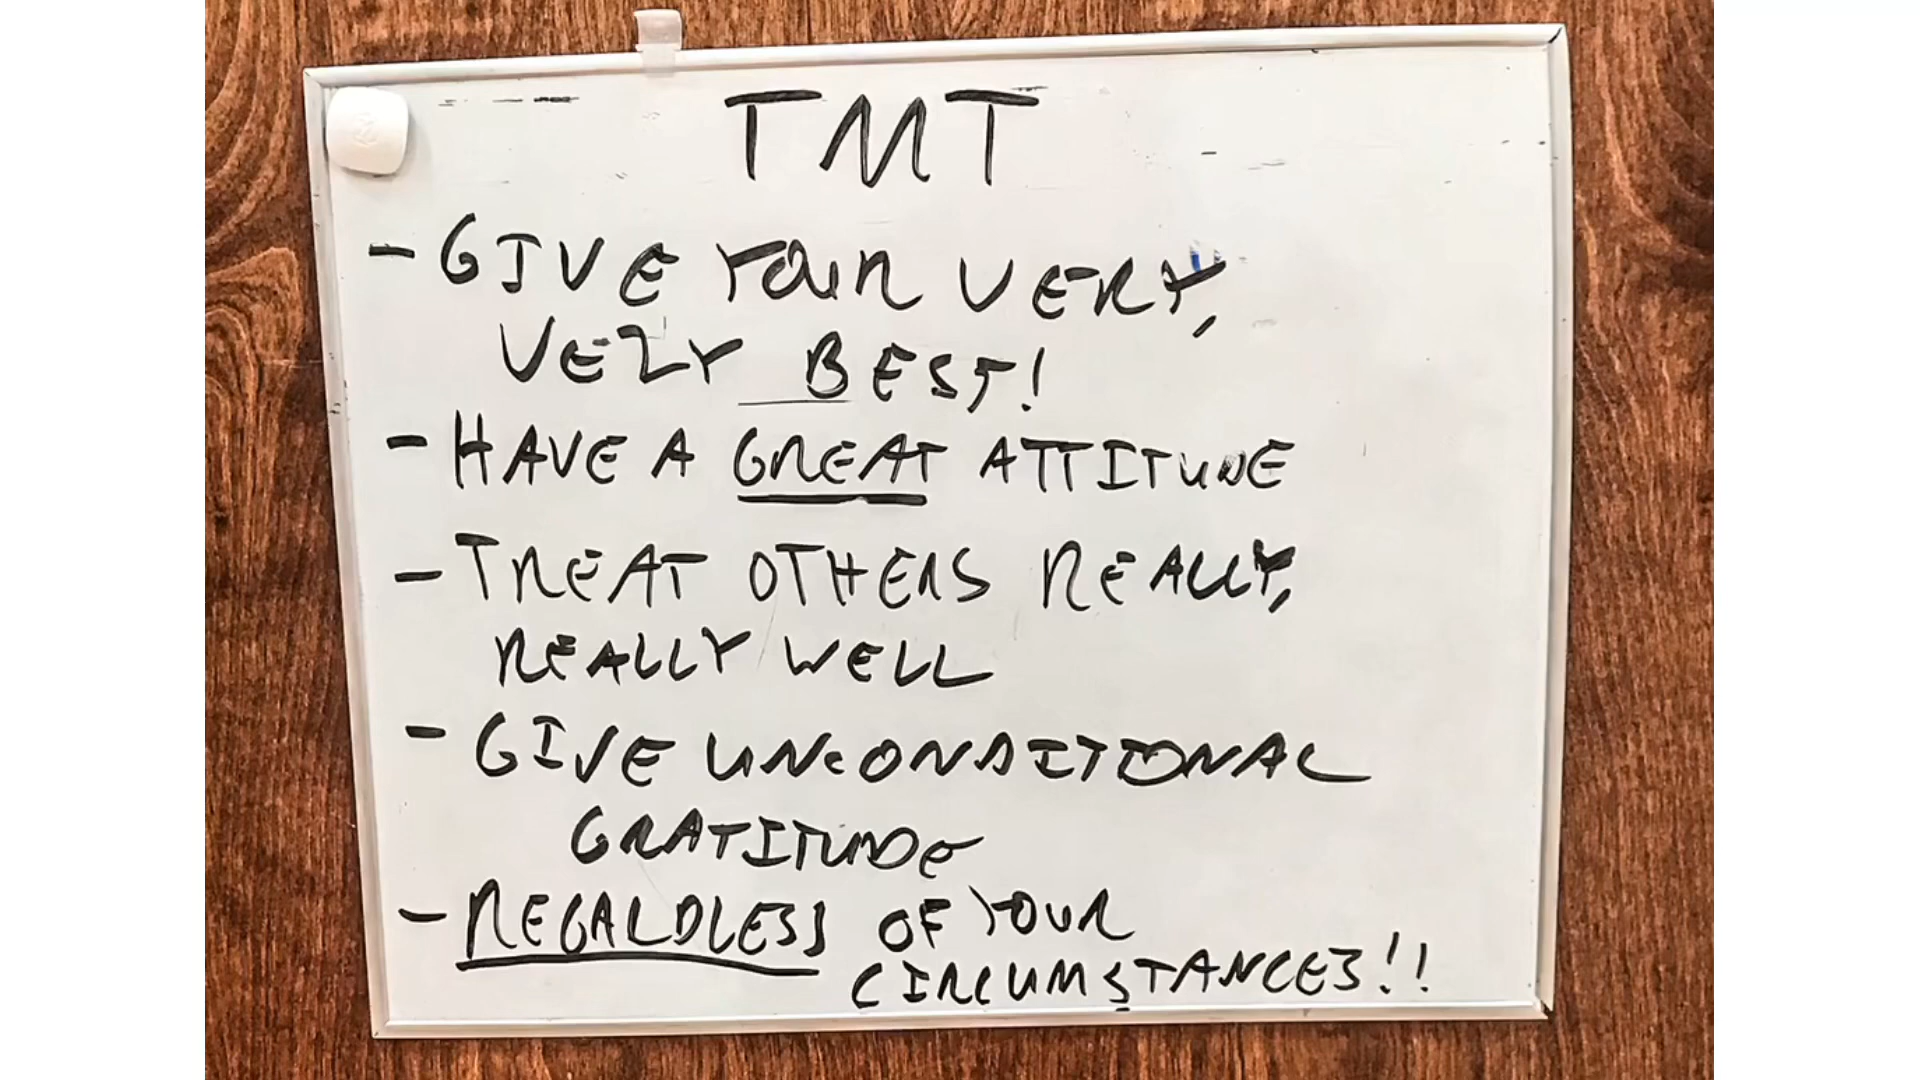 TMT
- GIVE YOUR VERY,
VERY BEST!
- HAVE A GREAT ATTITUDE
- TREAT OTHERS REALLY,
REALLY WELL
- GIVE UNCONDITIONAL
GRATITUDE
- REGARDLESS OF YOUR
CIRCUMSTANCES!!